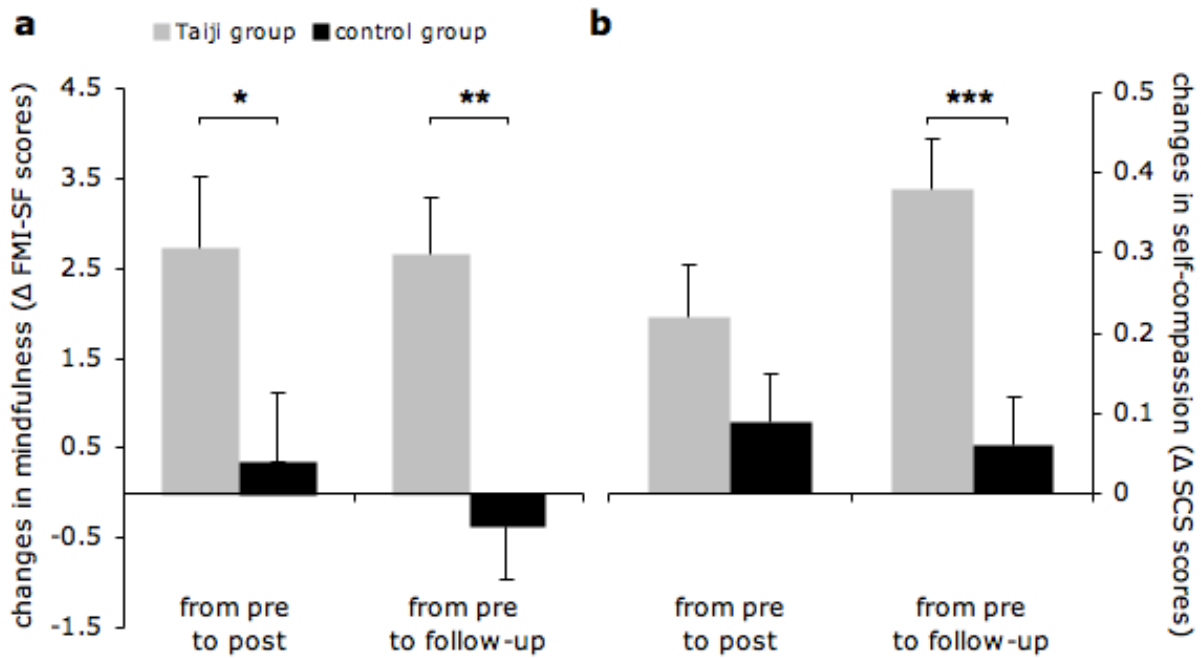 a
Taiji group control group
b
changes in mindfulness (Δ FMI-SF scores)
4.5
3.5
2.5
1.5
0.5
-0.5
-1.5
*
**
from pre
to post
from pre
to follow-up
***
from pre
to post
from pre
to follow-up
0.5
0.4
0.3
0.2
0.1
0
changes in self-compassion (Δ SCS scores)